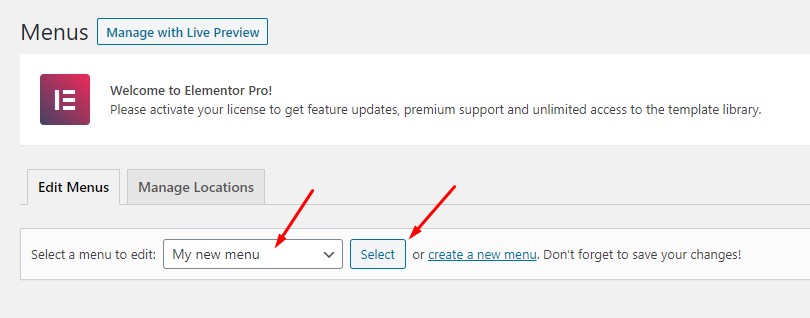 Menus Manage with Live Preview
Welcome to Elementor Pro!
Please activate your license to get feature updates, premium support and unlimited access to the template library.
Edit Menus Manage Locations
Select a menu to edit: My new menu Select or create a new menu. Don't forget to save your changes!